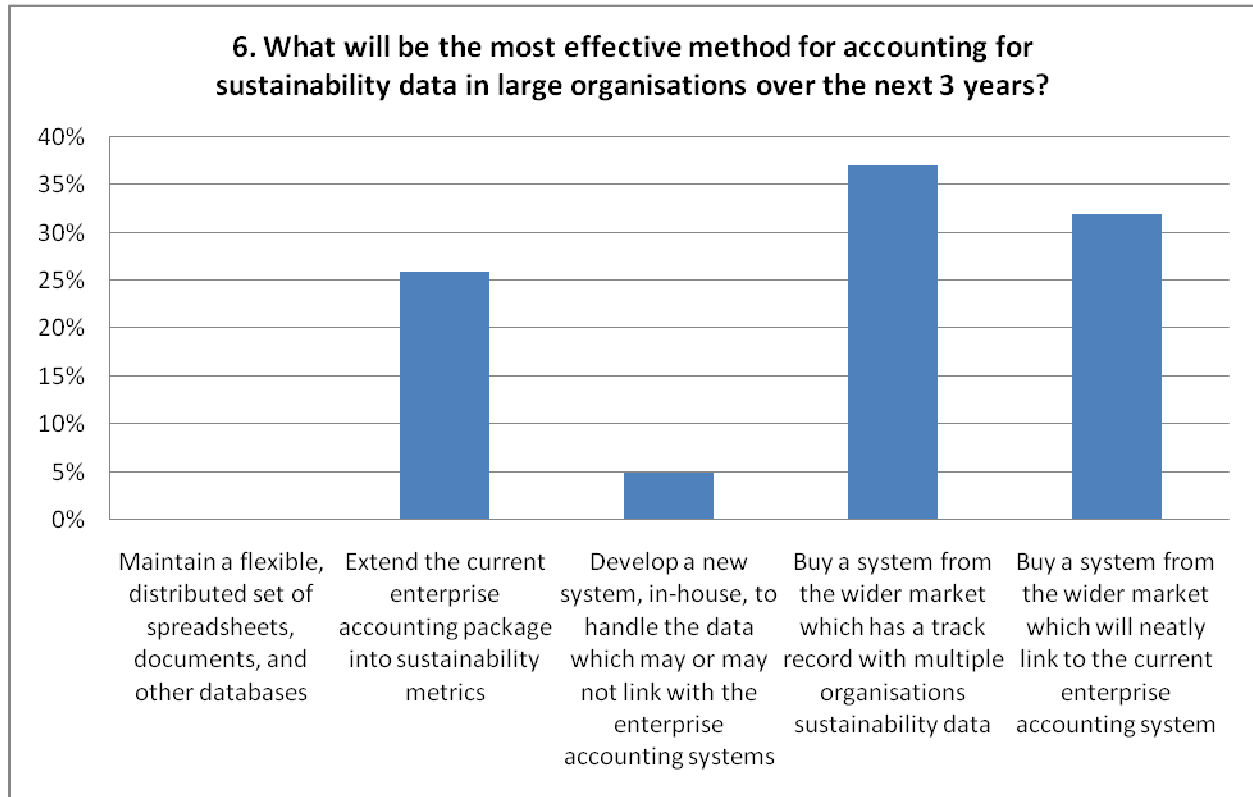 6. What will be the most effective method for accounting for
sustainability data in large organisations over the next 3 years?
40%
35%
30%
25%
20%
15%
10%
5%
0%
Maintain a flexible,
distributed set of
spreadsheets,
documents, and
other databases
Extend the current
enterprise
accounting package
into sustainability
metrics
Develop a new
system, in-house, to
handle the data
which may or may
not link with the
enterprise
accounting systems
Buy a system from
the wider market
which has a track
record with multiple
organisations
sustainability data
Buy a system from
the wider market
which will neatly
link to the current
enterprise
accounting system